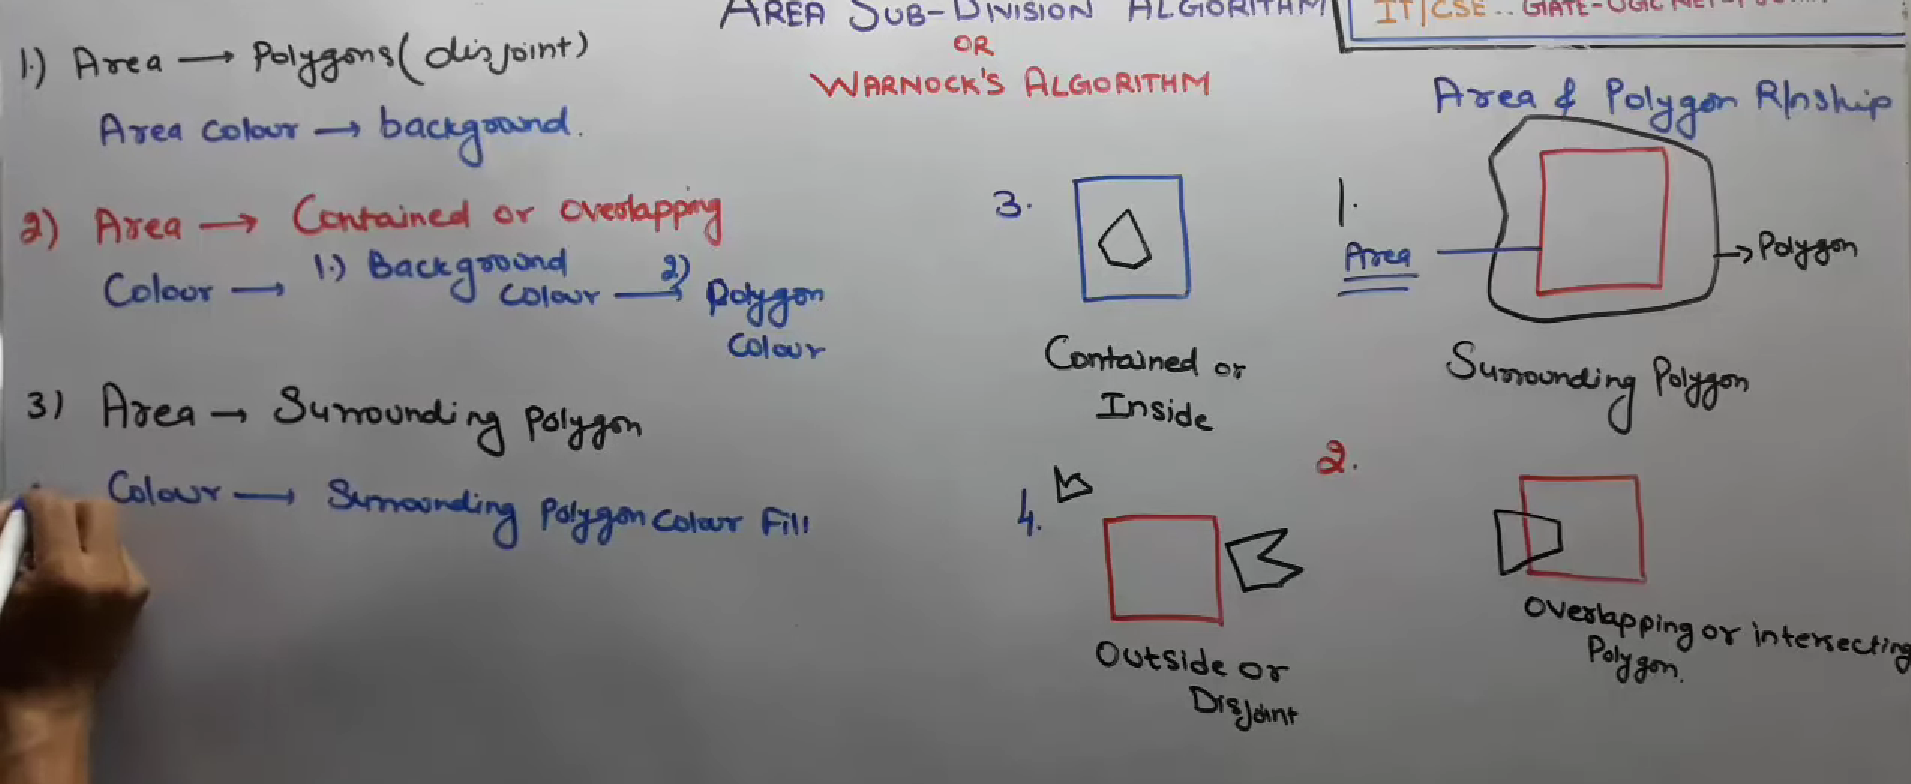 AREA SUB-DIVISION ALGORITHM
OR
WARNOCK'S ALGORITHM
IT|CSE.. GATE-UGC NET-
1.) Area → Polygons (disjoint)
Area colour → background.
2) Area → Contained or overlapping
Colour → 1.) Background colour → 2) Polygon colour
3) Area → Surrounding Polygon
Colour → Surrounding Polygon Colour Fill
Area & Polygon R/nship
1.
Area
→ Polygon
Surrounding Polygon
2.
Overlapping or intersecting
Polygon.
3.
Contained or
Inside
4.
Outside or
Disjoint